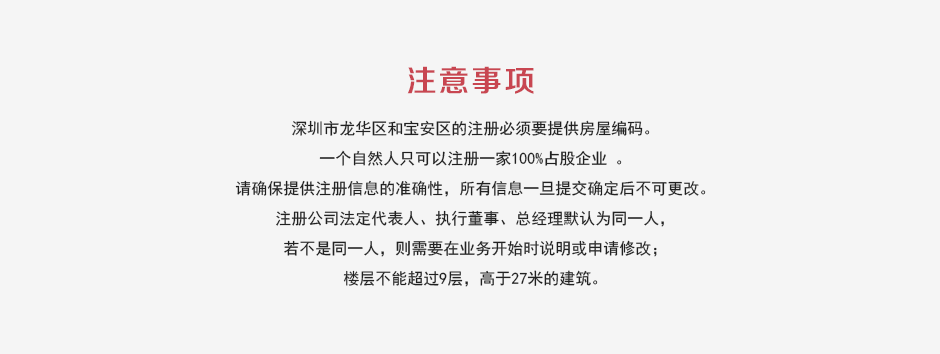 注意事项
深圳市龙华区和宝安区的注册必须要提供房屋编码。
一个自然人只可以注册一家100%占股企业 。
请确保提供注册信息的准确性，所有信息一旦提交确定后不可更改。
注册公司法定代表人、执行董事、总经理默认为同一人，
若不是同一人，则需要在业务开始时说明或申请修改；
楼层不能超过9层，高于27米的建筑。